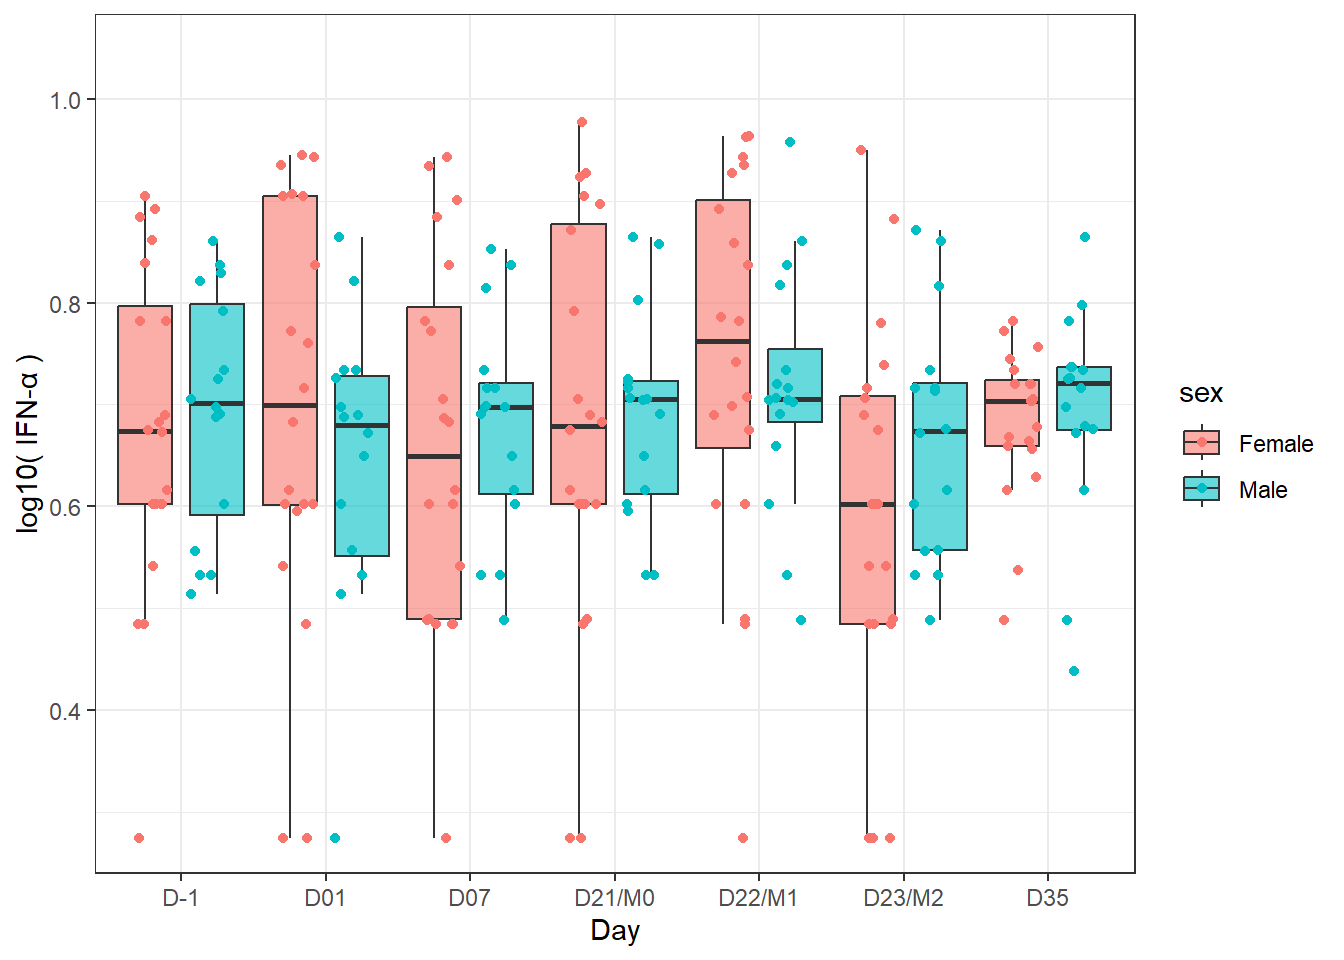 1.0
0.8
0.6
0.4
log10( IFN-α )
D-1
D01
D07
D21/M0
D22/M1
D23/M2
D35
Day
sex
Female
Male